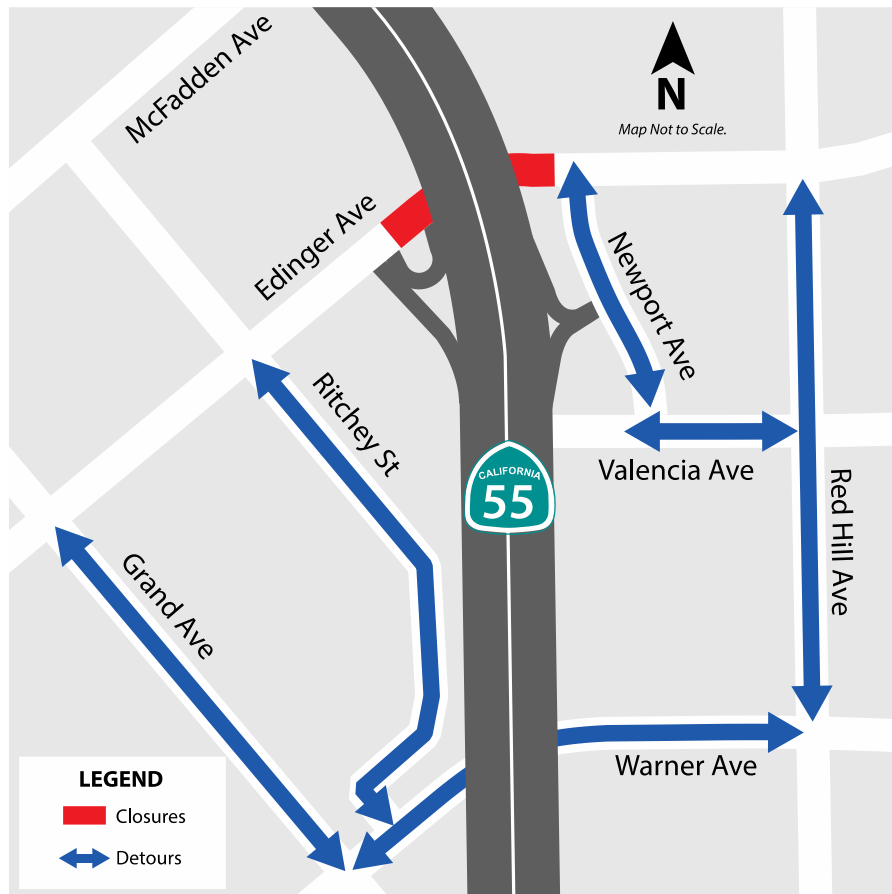 McFadden Ave
N
Map Not to Scale.
Edinger Ave
Newport Ave
Ritchey St
Valencia Ave
CALIFORNIA
55
Red Hill Ave
Grand Ave
Warner Ave
LEGEND
Closures
Detours